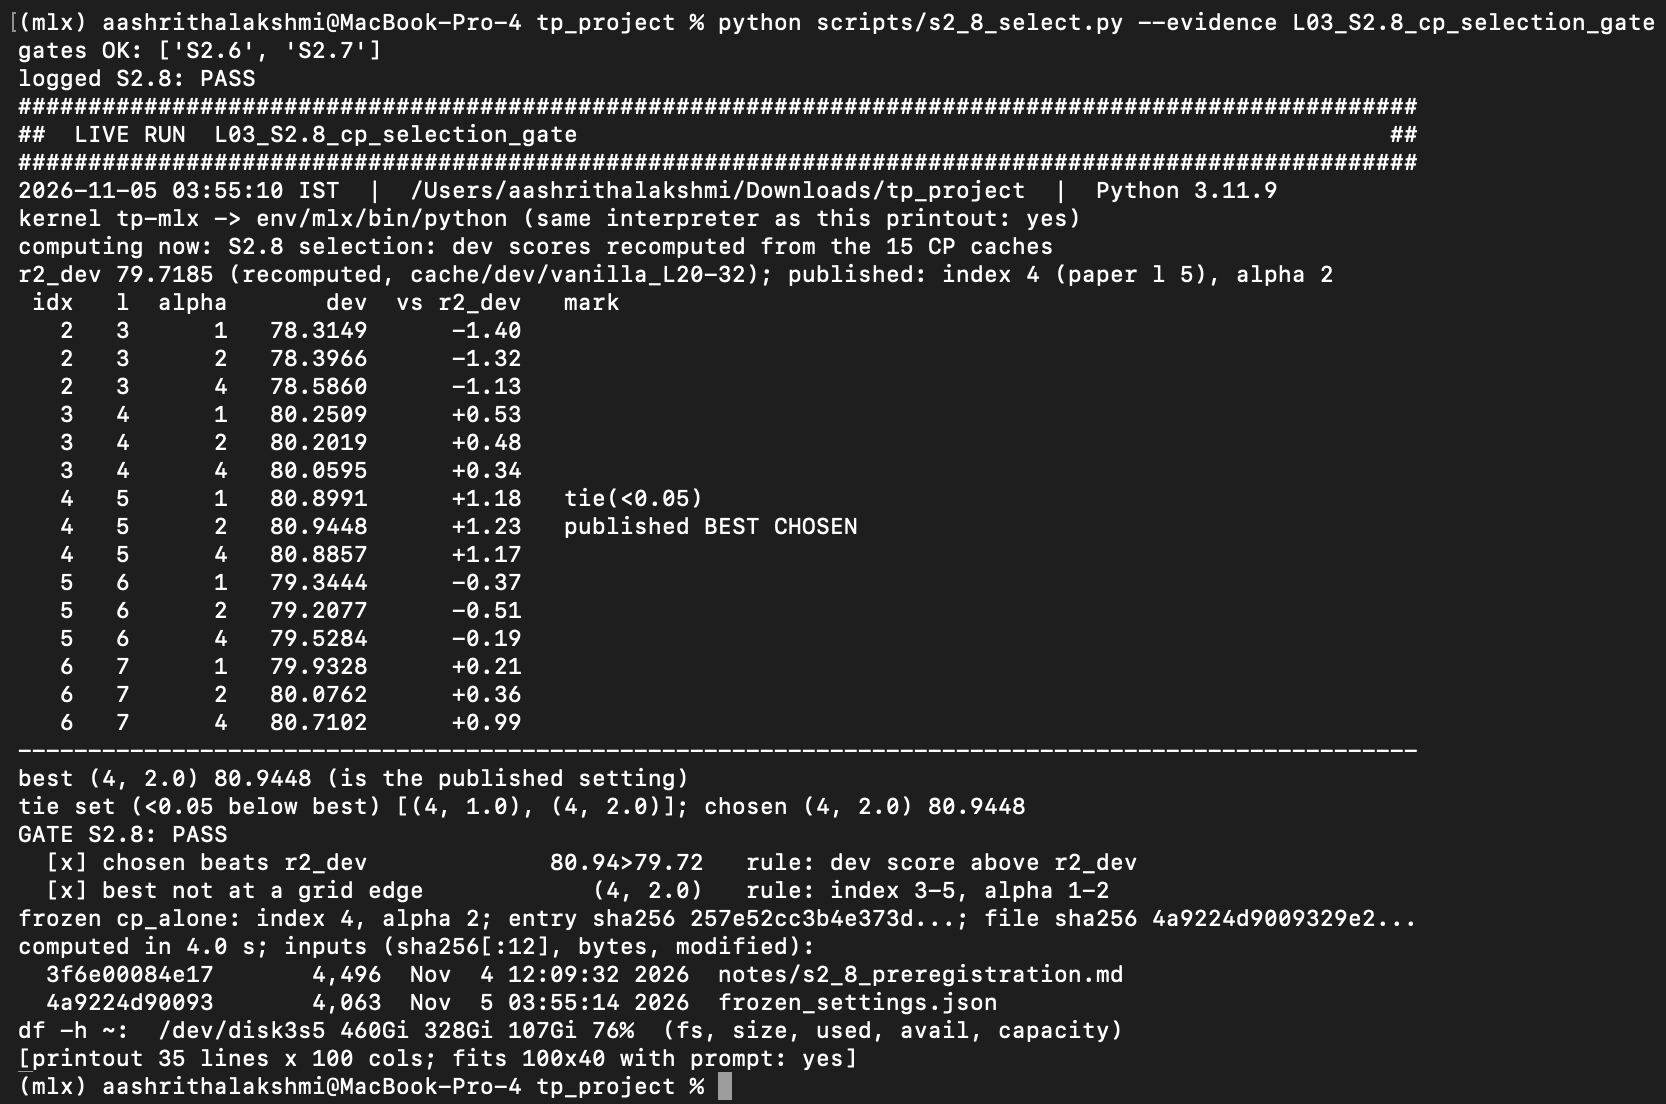 [(mlx) aashrithalakshmi@MacBook-Pro-4 tp_project % python scripts/s2_8_select.py --evidence L03_S2.8_cp_selection_gate
gates OK: ['S2.6', 'S2.7']
logged S2.8: PASS
####################################################################################################
##  LIVE RUN  L03_S2.8_cp_selection_gate                                                          ##
####################################################################################################
2026-11-05 03:55:10 IST  |  /Users/aashrithalakshmi/Downloads/tp_project  |  Python 3.11.9
kernel tp-mlx -> env/mlx/bin/python (same interpreter as this printout: yes)
computing now: S2.8 selection: dev scores recomputed from the 15 CP caches
r2_dev 79.7185 (recomputed, cache/dev/vanilla_L20-32); published: index 4 (paper l 5), alpha 2
 idx   l  alpha       dev  vs r2_dev   mark
   2   3      1   78.3149      -1.40
   2   3      2   78.3966      -1.32
   2   3      4   78.5860      -1.13
   3   4      1   80.2509      +0.53
   3   4      2   80.2019      +0.48
   3   4      4   80.0595      +0.34
   4   5      1   80.8991      +1.18   tie(<0.05)
   4   5      2   80.9448      +1.23   published BEST CHOSEN
   4   5      4   80.8857      +1.17
   5   6      1   79.3444      -0.37
   5   6      2   79.2077      -0.51
   5   6      4   79.5284      -0.19
   6   7      1   79.9328      +0.21
   6   7      2   80.0762      +0.36
   6   7      4   80.7102      +0.99
----------------------------------------------------------------------------------------------------
best (4, 2.0) 80.9448 (is the published setting)
tie set (<0.05 below best) [(4, 1.0), (4, 2.0)]; chosen (4, 2.0) 80.9448
GATE S2.8: PASS
  [x] chosen beats r2_dev             80.94>79.72   rule: dev score above r2_dev
  [x] best not at a grid edge            (4, 2.0)   rule: index 3-5, alpha 1-2
frozen cp_alone: index 4, alpha 2; entry sha256 257e52cc3b4e373d...; file sha256 4a9224d9009329e2...
computed in 4.0 s; inputs (sha256[:12], bytes, modified):
  3f6e00084e17       4,496  Nov  4 12:09:32 2026  notes/s2_8_preregistration.md
  4a9224d90093       4,063  Nov  5 03:55:14 2026  frozen_settings.json
df -h ~:  /dev/disk3s5 460Gi 328Gi 107Gi 76%  (fs, size, used, avail, capacity)
[printout 35 lines x 100 cols; fits 100x40 with prompt: yes]
(mlx) aashrithalakshmi@MacBook-Pro-4 tp_project %